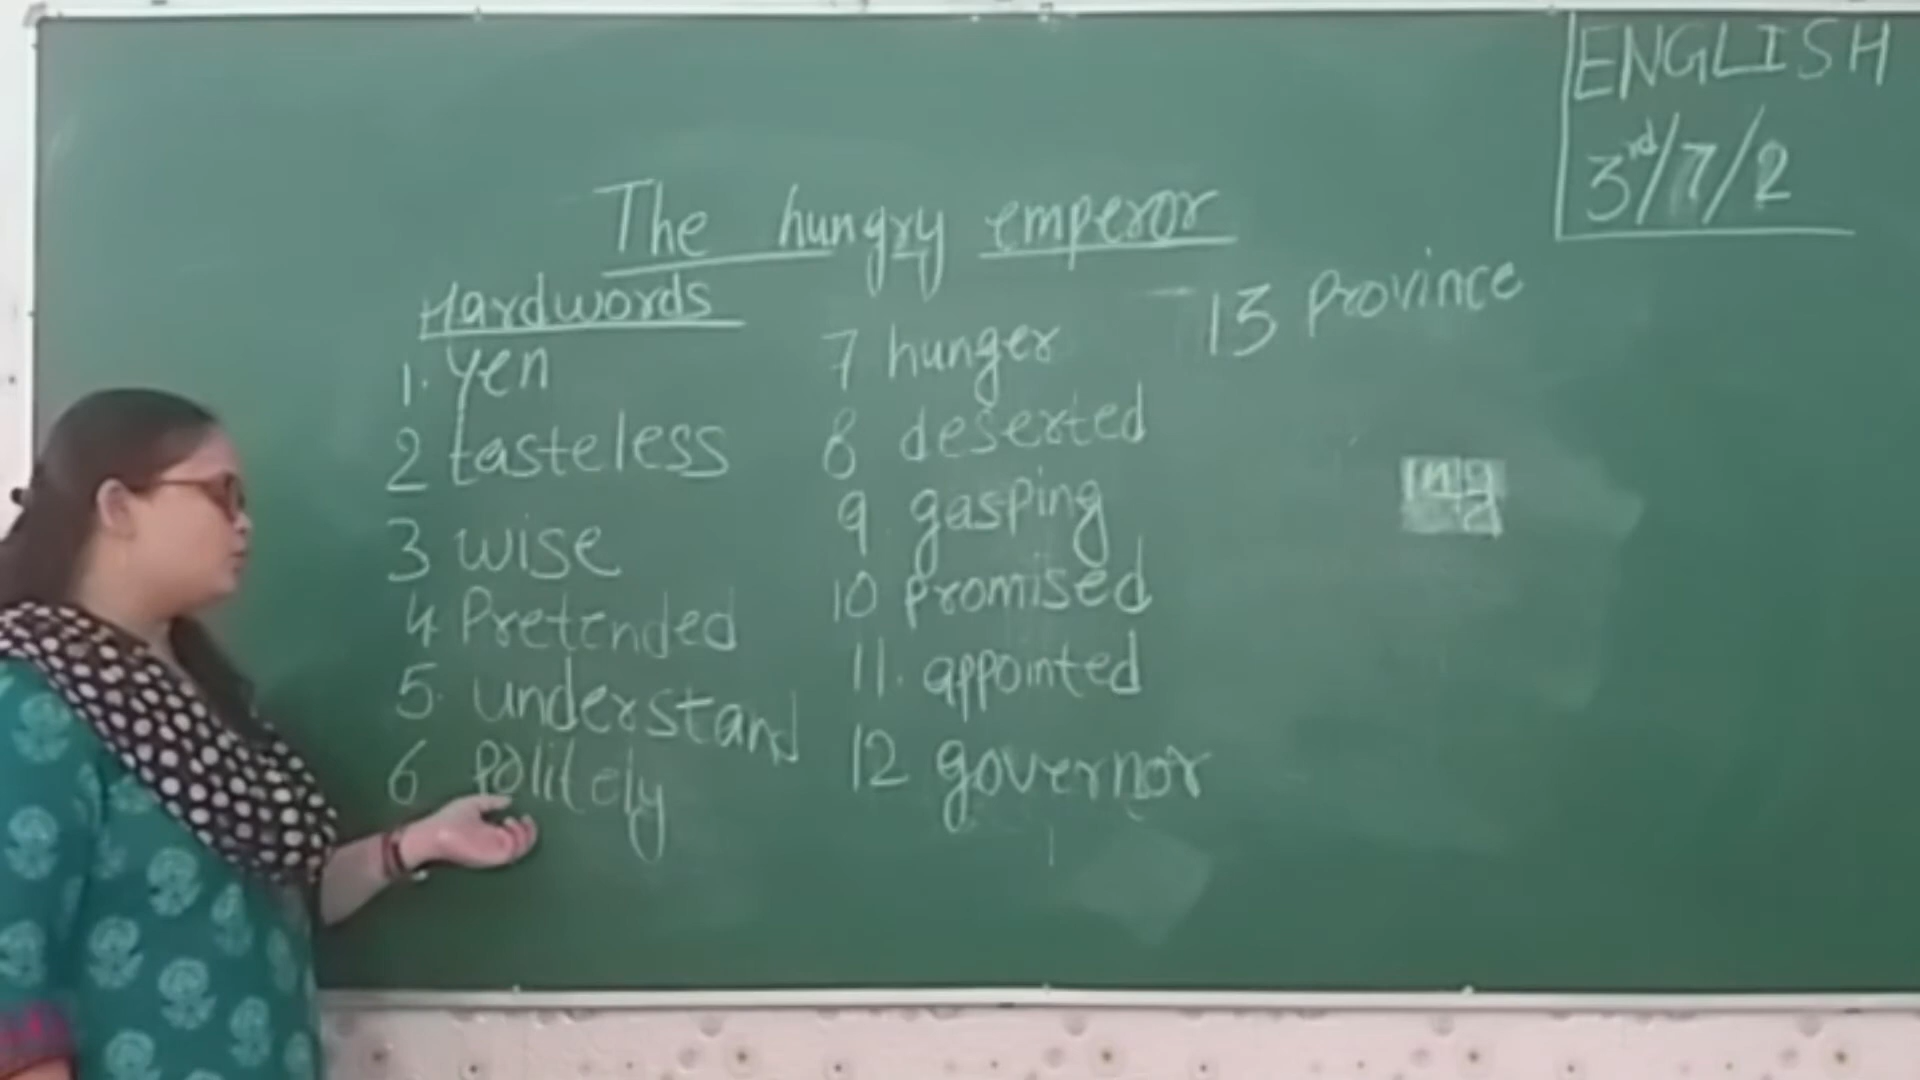 ENGLISH
3rd/7/2
The hungry emperor
Hardwords
1. Yen
2 tasteless
3 wise
4 Pretended
5. understand
6 Politely
7 hunger
8 deserted
9. gasping
10 promised
11. appointed
12 governor
13 Province